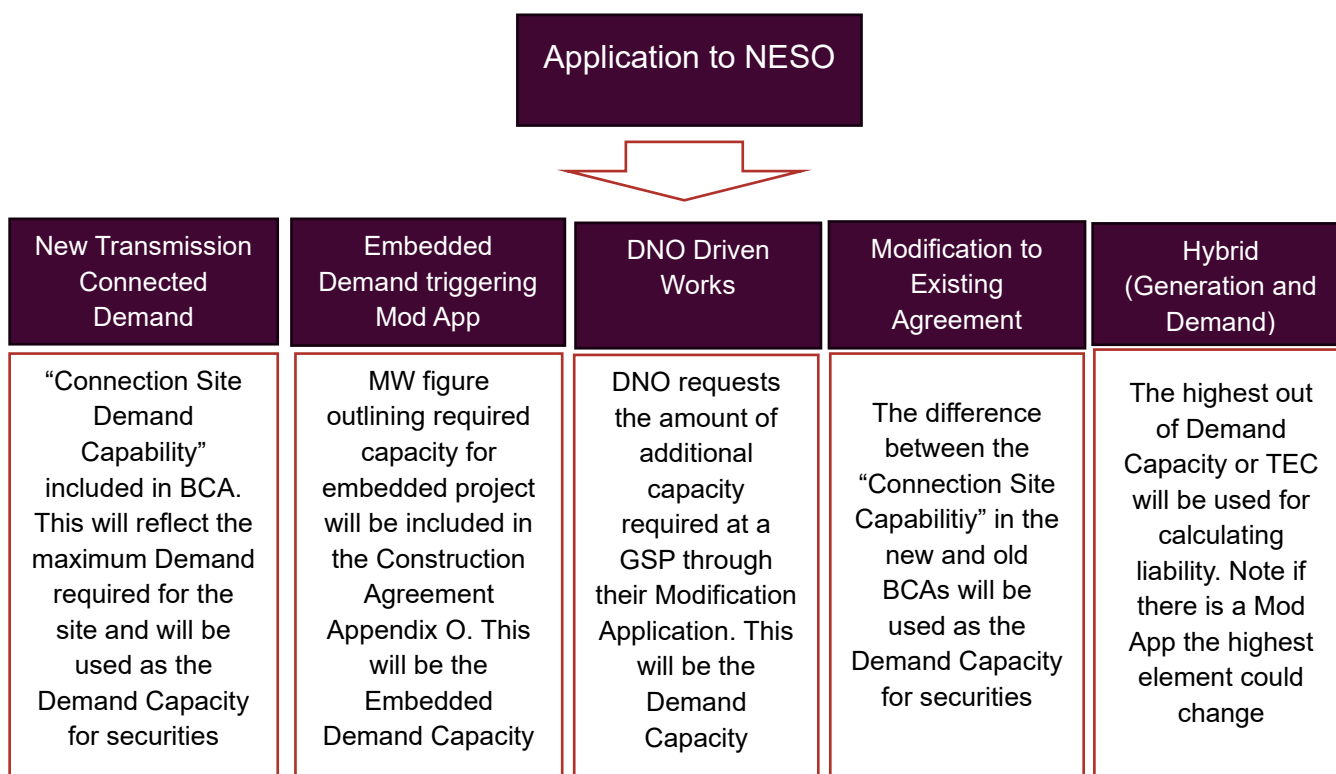 Application to NESO
New Transmission
Connected
Demand
“Connection Site
Demand
Capability”
included in BCA.
This will reflect the
maximum Demand
required for the
site and will be
used as the
Demand Capacity
for securities
Embedded
Demand triggering
Mod App
MW figure
outlining required
capacity for
embedded project
will be included in
the Construction
Agreement
Appendix O. This
will be the
Embedded
Demand Capacity
DNO Driven
Works
DNO requests
the amount of
additional
capacity
required at a
GSP through
their Modification
Application. This
will be the
Demand
Capacity
Modification to
Existing
Agreement
The difference
between the
“Connection Site
Capabilitiy” in the
new and old
BCAs will be
used as the
Demand Capacity
for securities
Hybrid
(Generation and
Demand)
The highest out
of Demand
Capacity or TEC
will be used for
calculating
liability. Note if
there is a Mod
App the highest
element could
change